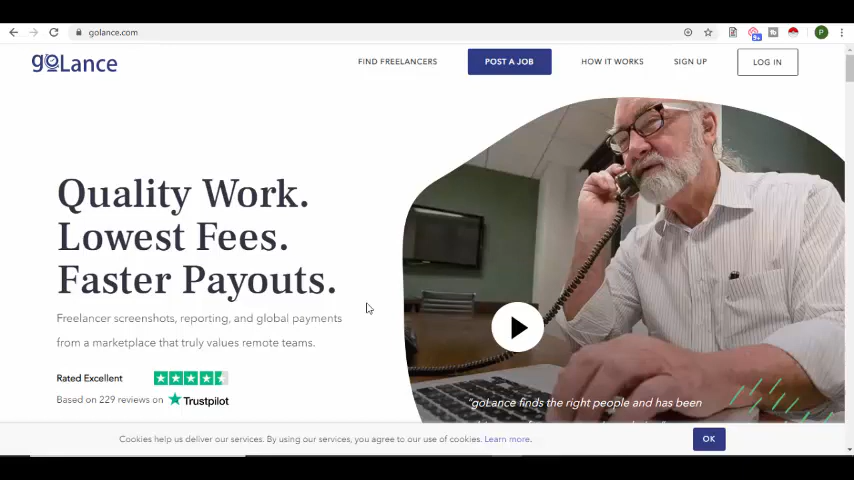 golance.com
goLance
FIND FREELANCERS
POST A JOB
HOW IT WORKS
SIGN UP
LOG IN
Quality Work.
Lowest Fees.
Faster Payouts.
Freelancer screenshots, reporting, and global payments
from a marketplace that truly values remote teams.
Rated Excellent
Based on 229 reviews on Trustpilot
"goLance finds the right people and has been
Cookies help us deliver our services. By using our services, you agree to our use of cookies. Learn more.
OK
P